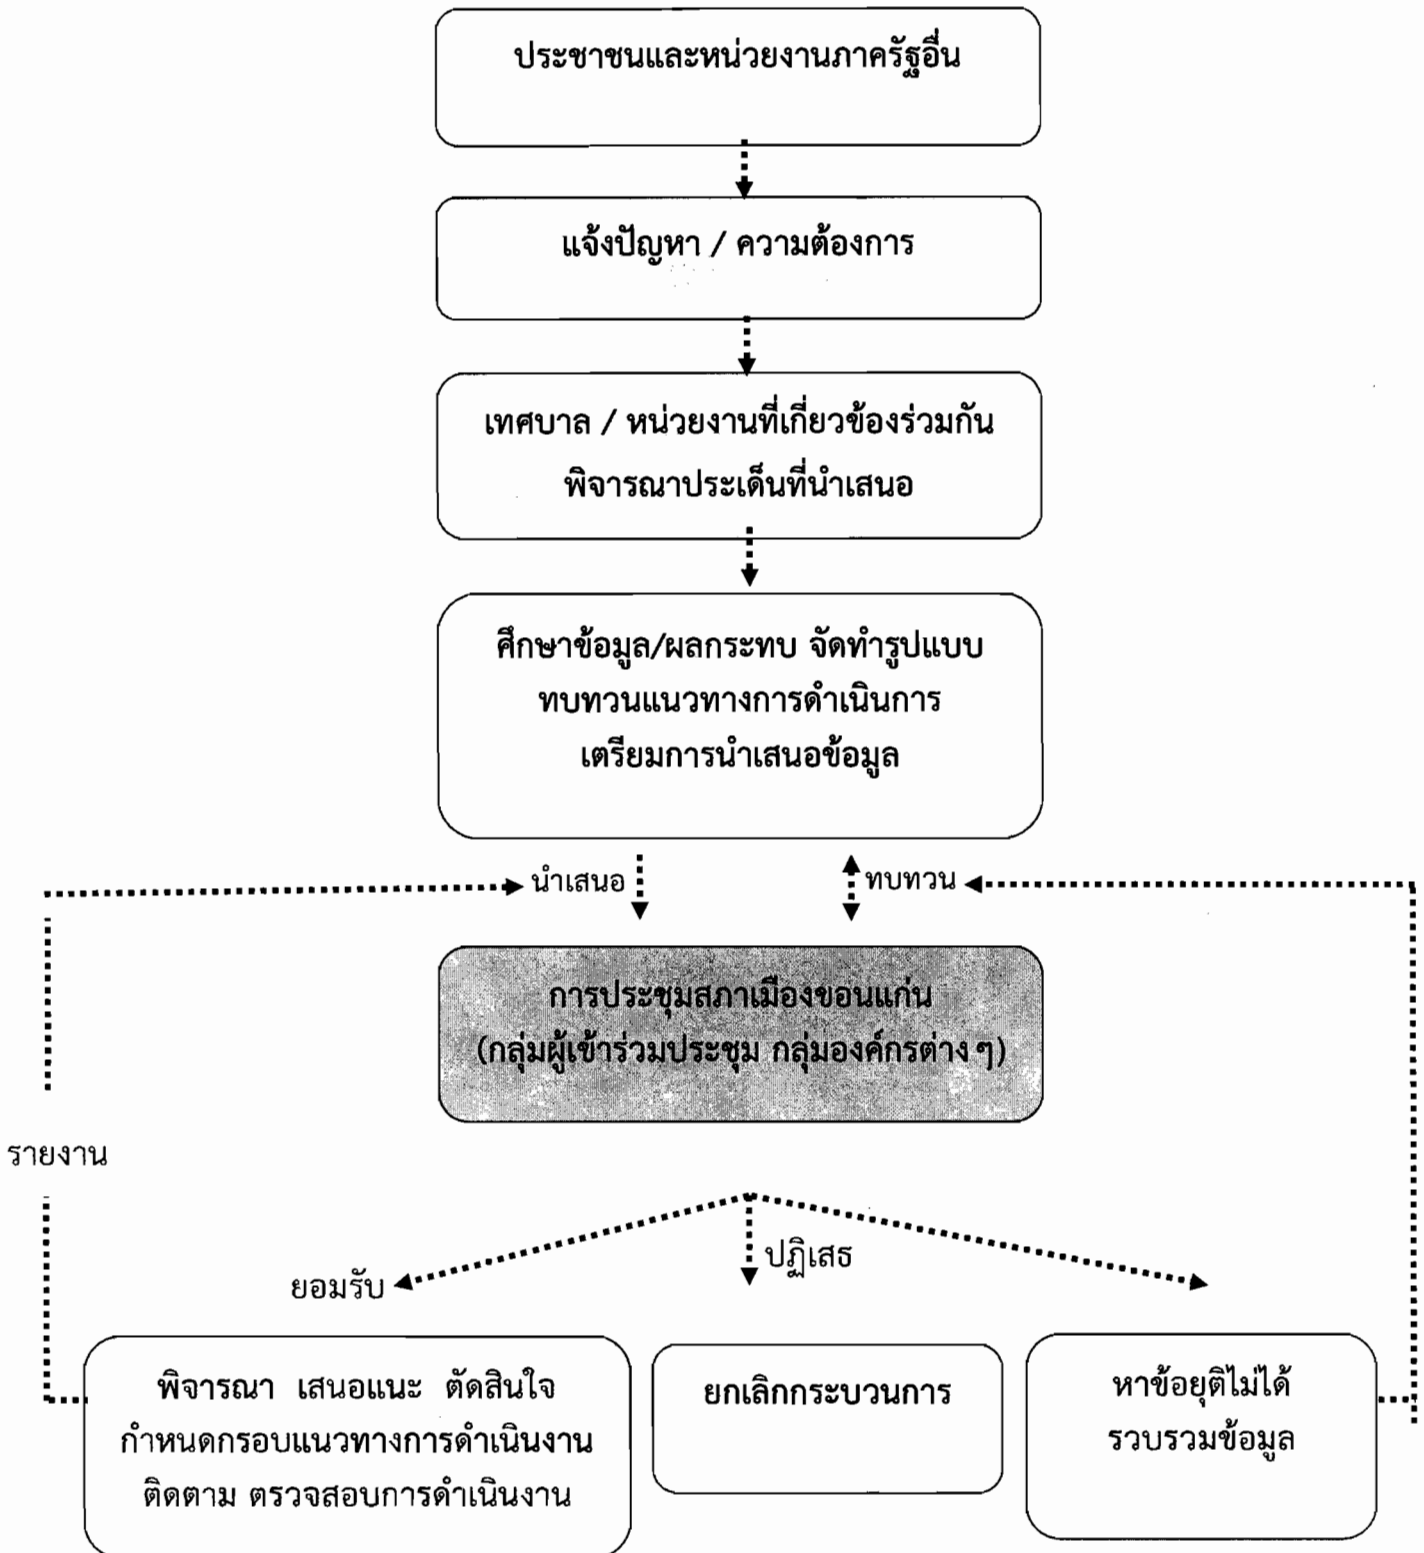 ประชาชนและหน่วยงานภาครัฐอื่น
แจ้งปัญหา / ความต้องการ
เทศบาล / หน่วยงานที่เกี่ยวข้องร่วมกัน
พิจารณาประเด็นที่นำเสนอ
ศึกษาข้อมูล/ผลกระทบ จัดทำรูปแบบ
ทบทวนแนวทางการดำเนินการ
เตรียมการนำเสนอข้อมูล
นำเสนอ
ทบทวน
การประชุมสภาเมืองขอนแก่น
(กลุ่มผู้เข้าร่วมประชุม กลุ่มองค์กรต่าง ๆ)
รายงาน
ยอมรับ
ปฏิเสธ
พิจารณา เสนอแนะ ตัดสินใจ
กำหนดกรอบแนวทางการดำเนินงาน
ติดตาม ตรวจสอบการดำเนินงาน
ยกเลิกกระบวนการ
หาข้อยุติไม่ได้
รวบรวมข้อมูล